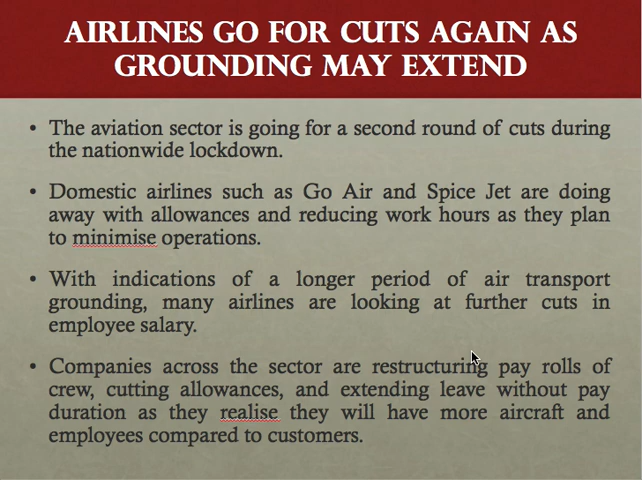 AIRLINES GO FOR CUTS AGAIN AS
GROUNDING MAY EXTEND
• The aviation sector is going for a second round of cuts during
the nationwide lockdown.
• Domestic airlines such as Go Air and Spice Jet are doing
away with allowances and reducing work hours as they plan
to minimise operations.
• With indications of a longer period of air transport
grounding, many airlines are looking at further cuts in
employee salary.
• Companies across the sector are restructuring pay rolls of
crew, cutting allowances, and extending leave without pay
duration as they realise they will have more aircraft and
employees compared to customers.